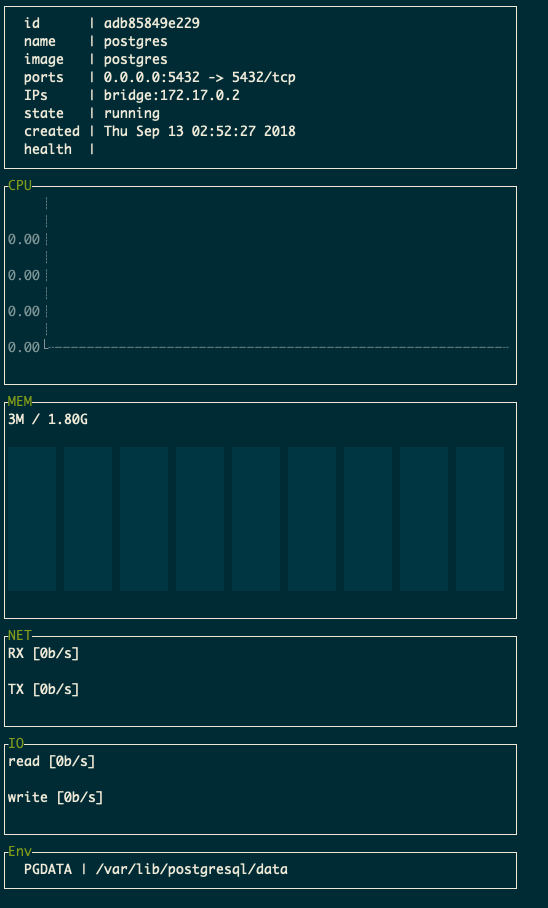 id | adb85849e229
name | postgres
image | postgres
ports | 0.0.0.0:5432 -> 5432/tcp
IPs | bridge:172.17.0.2
state | running
created | Thu Sep 13 02:52:27 2018
health |
CPU
0.00
0.00
0.00
0.00
MEM
3M / 1.80G
NET
RX [0b/s]
TX [0b/s]
IO
read [0b/s]
write [0b/s]
Env
PGDATA | /var/lib/postgresql/data